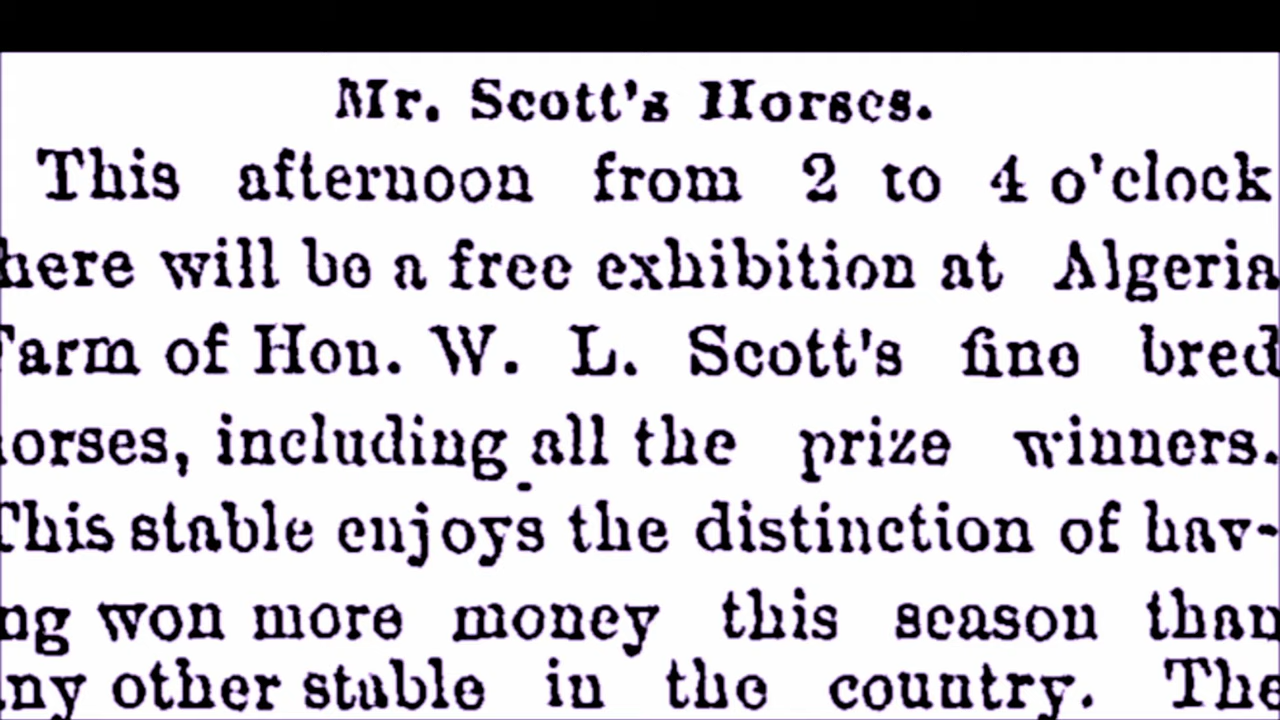 Mr. Scott's Horses.
This afternoon from 2 to 4 o'clock
here will be a free exhibition at Algeria
Farm of Hon. W. L. Scott's fine bred
horses, including all the prize winners.
This stable enjoys the distinction of hav-
ng won more money this season than
any other stable in the country. The